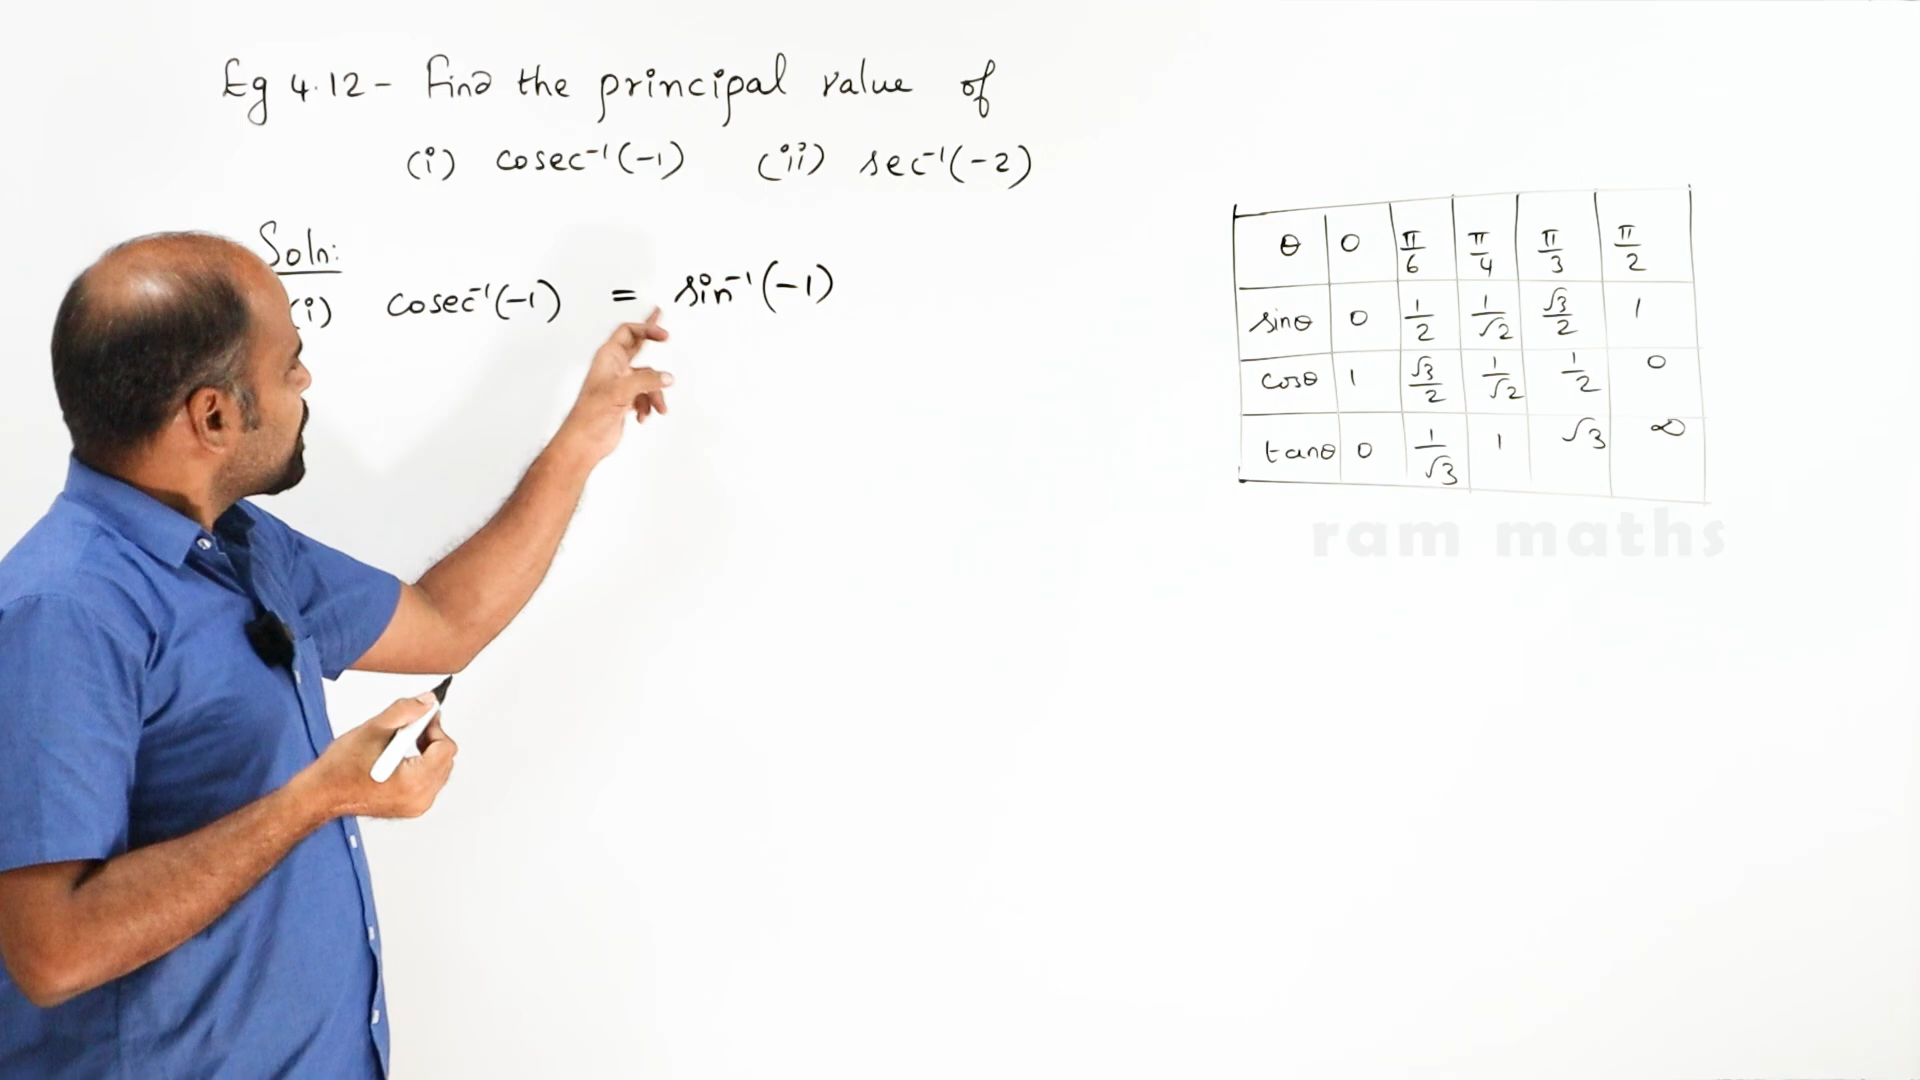 Eg 4.12 - Find the principal value of
(i) cosec⁻¹(-1) (ii) sec⁻¹(-2)
Soln:
(i) cosec⁻¹(-1) = sin⁻¹(-1)
θ 0 π/6 π/4 π/3 π/2
sinθ 0 1/2 1/√2 √3/2 1
cosθ 1 √3/2 1/√2 1/2 0
tanθ 0 1/√3 1 √3 ∞
ram maths